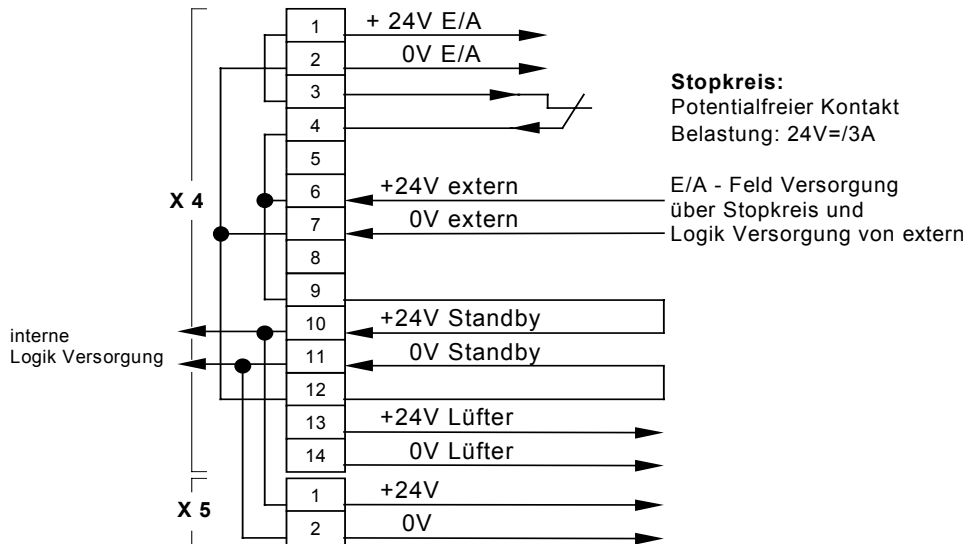 1 + 24V E/A
2 0V E/A
3
4
5
6 +24V extern
7 0V extern
8
9
10 +24V Standby
11 0V Standby
12
13 +24V Lüfter
14 0V Lüfter
X 4
interne
Logik Versorgung
X 5
1 +24V
2 0V
Stopkreis:
Potentialfreier Kontakt
Belastung: 24V=/3A
E/A - Feld Versorgung
über Stopkreis und
Logik Versorgung von extern